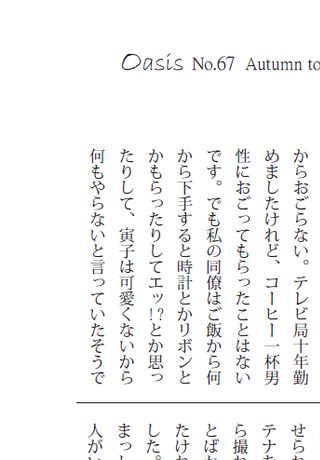 Oasis No.67 Autumn to
からおごらない。テレビ局十年勤
めましたけれど、コーヒー一杯男
性におごってもらったことはない
です。でも私の同僚はご飯から何
から下手すると時計とかリボンと
かもらったりしてエッ!?とか思っ
たりして、寅子は可愛くないから
何もやらないと言っていたそうで
せら
テナ
ら撮
とば
たけ
した。
まっ
人が